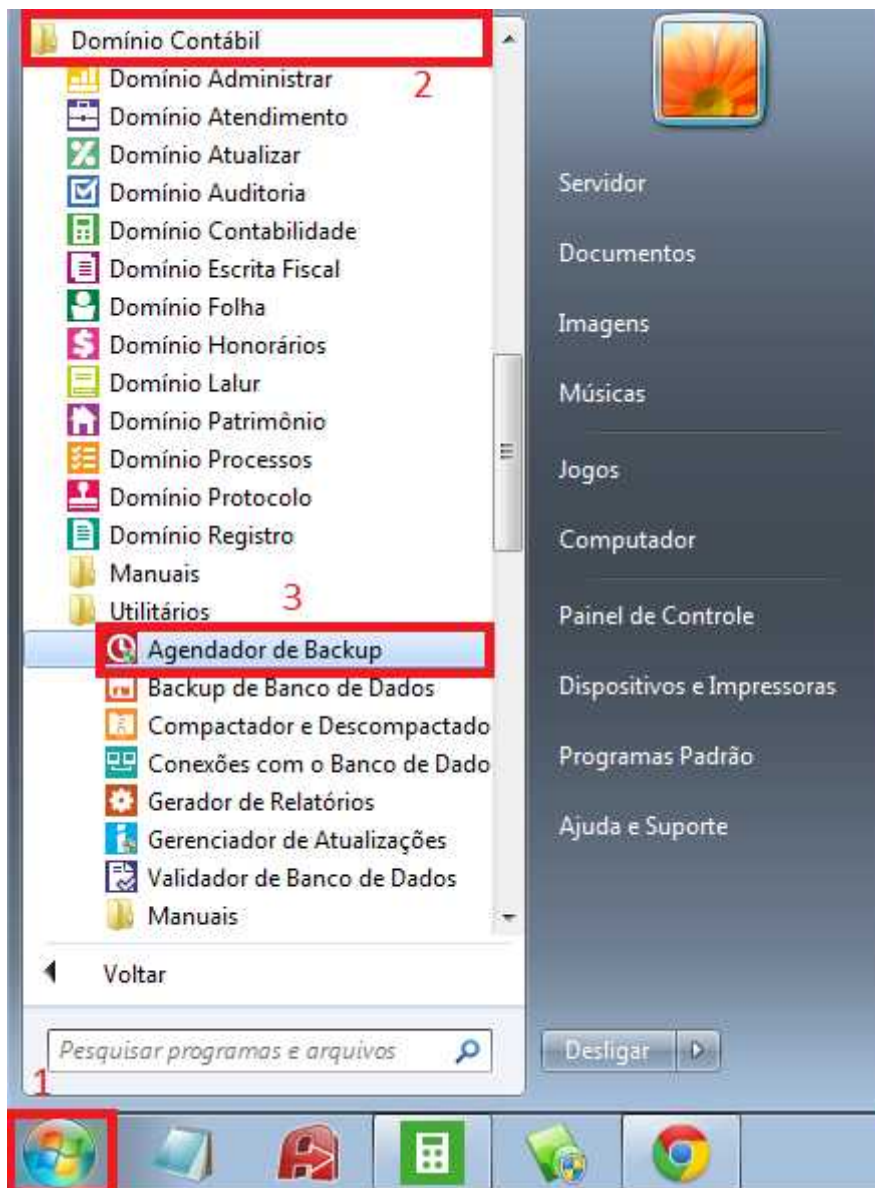 Domínio Contábil
2
Domínio Administrar
Domínio Atendimento
Domínio Atualizar
Domínio Auditoria
Domínio Contabilidade
Domínio Escrita Fiscal
Domínio Folha
Domínio Honorários
Domínio Lalur
Domínio Patrimônio
Domínio Processos
Domínio Protocolo
Domínio Registro
Manuais
Utilitários
3
Agendador de Backup
Backup de Banco de Dados
Compactador e Descompactado
Conexões com o Banco de Dado
Gerador de Relatórios
Gerenciador de Atualizações
Validador de Banco de Dados
Manuais
Voltar
Pesquisar programas e arquivos
1
Servidor
Documentos
Imagens
Músicas
Jogos
Computador
Painel de Controle
Dispositivos e Impressoras
Programas Padrão
Ajuda e Suporte
Desligar